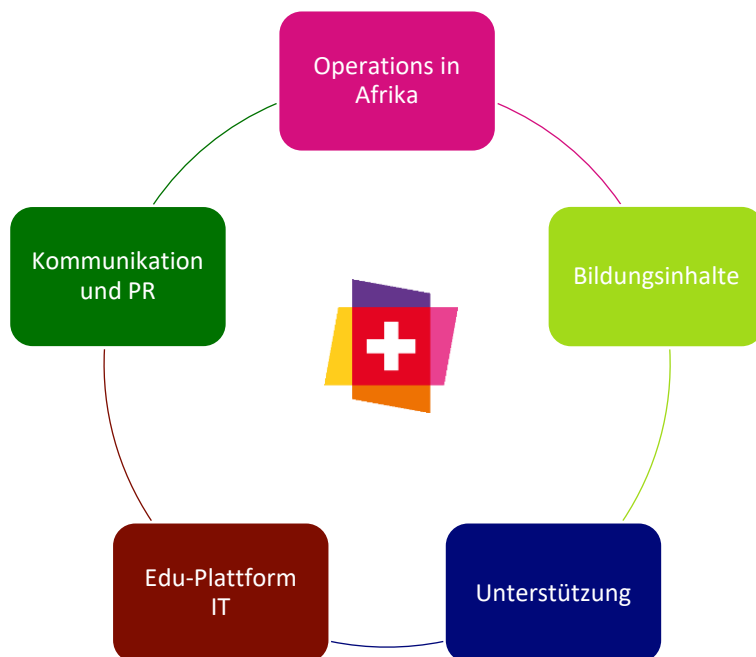 Operations in
Afrika
Bildungsinhalte
Unterstützung
Edu-Plattform
IT
Kommunikation
und PR